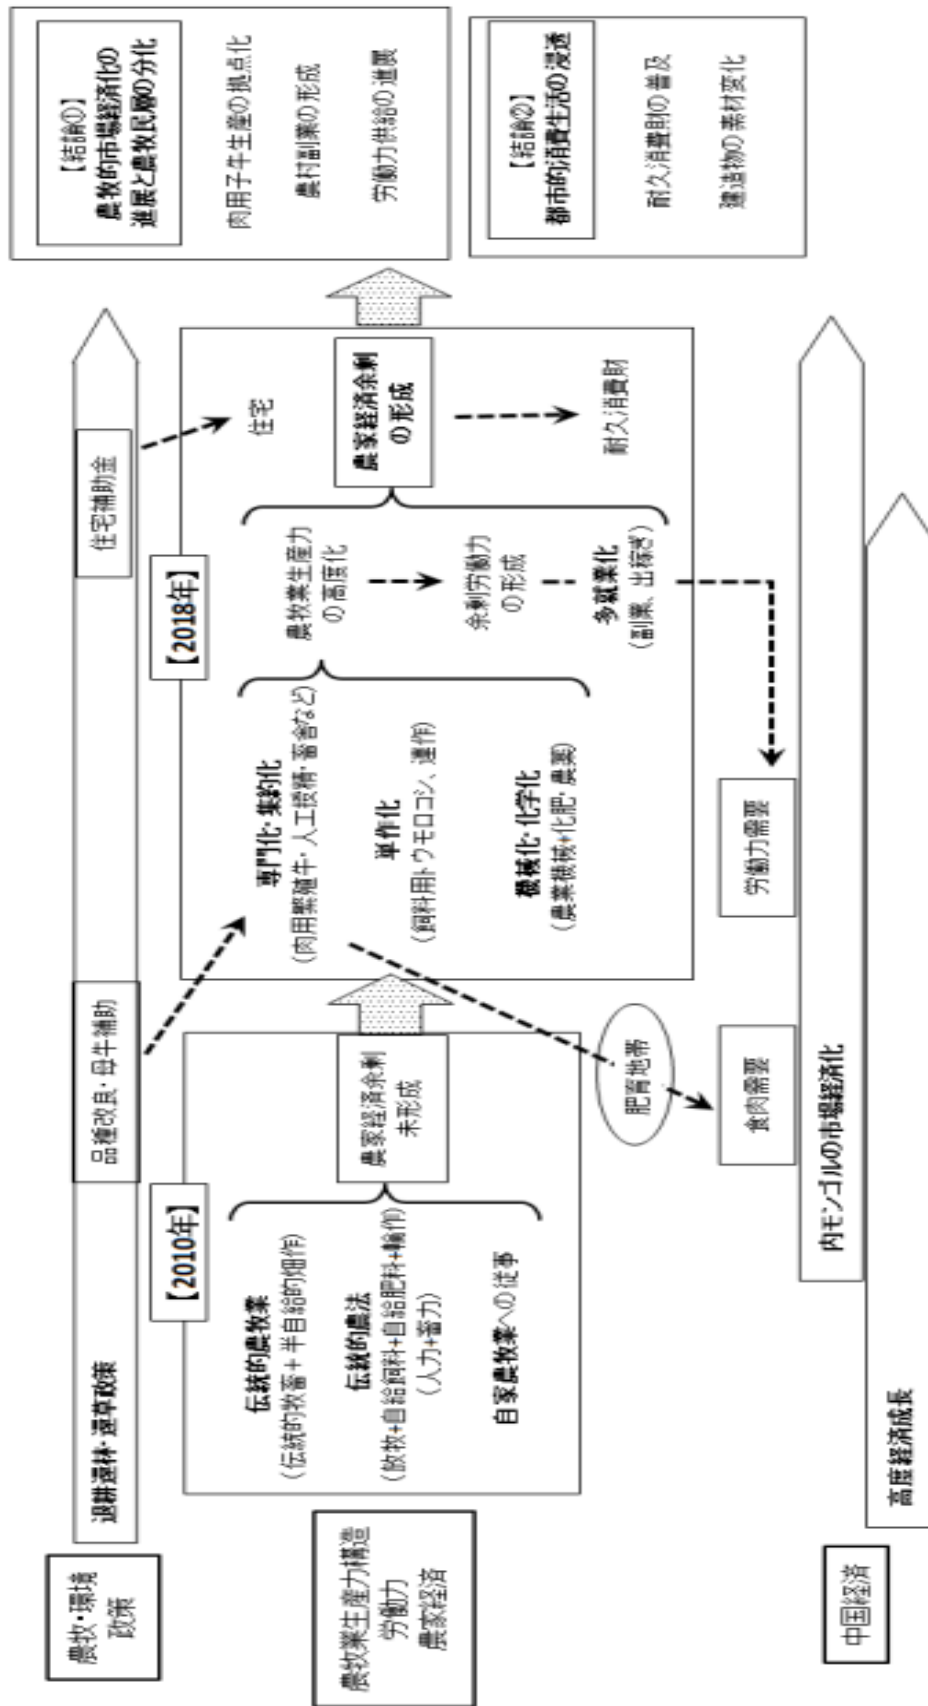 農牧・環境
政策
退耕還林・還草政策
品種改良・母牛補助
住宅補助金
農牧業生産力構造
労働力
農家経済
【2010年】
伝統的農牧業
(伝統的牧畜+半自給的畑作)
伝統的農法
(放牧+自給飼料+自給肥料+輪作)
(人力+畜力)
自家農牧業への従事
農家経済余剰
未形成
【2018年】
専門化・集約化
(肉用繁殖牛・人工授精・畜舎など)
単作化
(飼料用トウモロコシ、連作)
機械化・化学化
(農業機械+化肥・農薬)
農牧業生産力
の高度化
余剰労働力
の形成
多就業化
(副業、出稼ぎ)
住宅
農家経済余剰
の形成
耐久消費財
【結論①】
農牧的市場経済化の
進展と農牧民層の分化
肉用子牛生産の拠点化
農村副業の形成
労働力供給の進展
【結論②】
都市的消費生活の浸透
耐久消費財の普及
建造物の素材変化
肥育地帯
食肉需要
労働力需要
中国経済
内モンゴルの市場経済化
高度経済成長